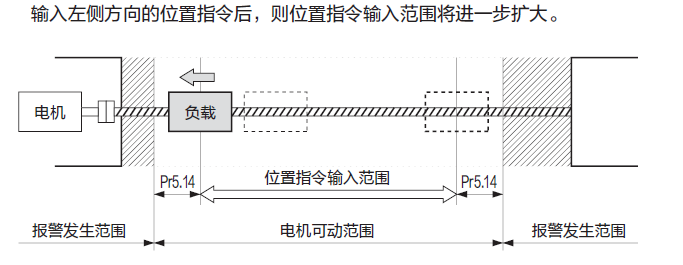 输入左侧方向的位置指令后，则位置指令输入范围将进一步扩大。
电机
负载
Pr5.14
位置指令输入范围
Pr5.14
报警发生范围
电机可动范围
报警发生范围